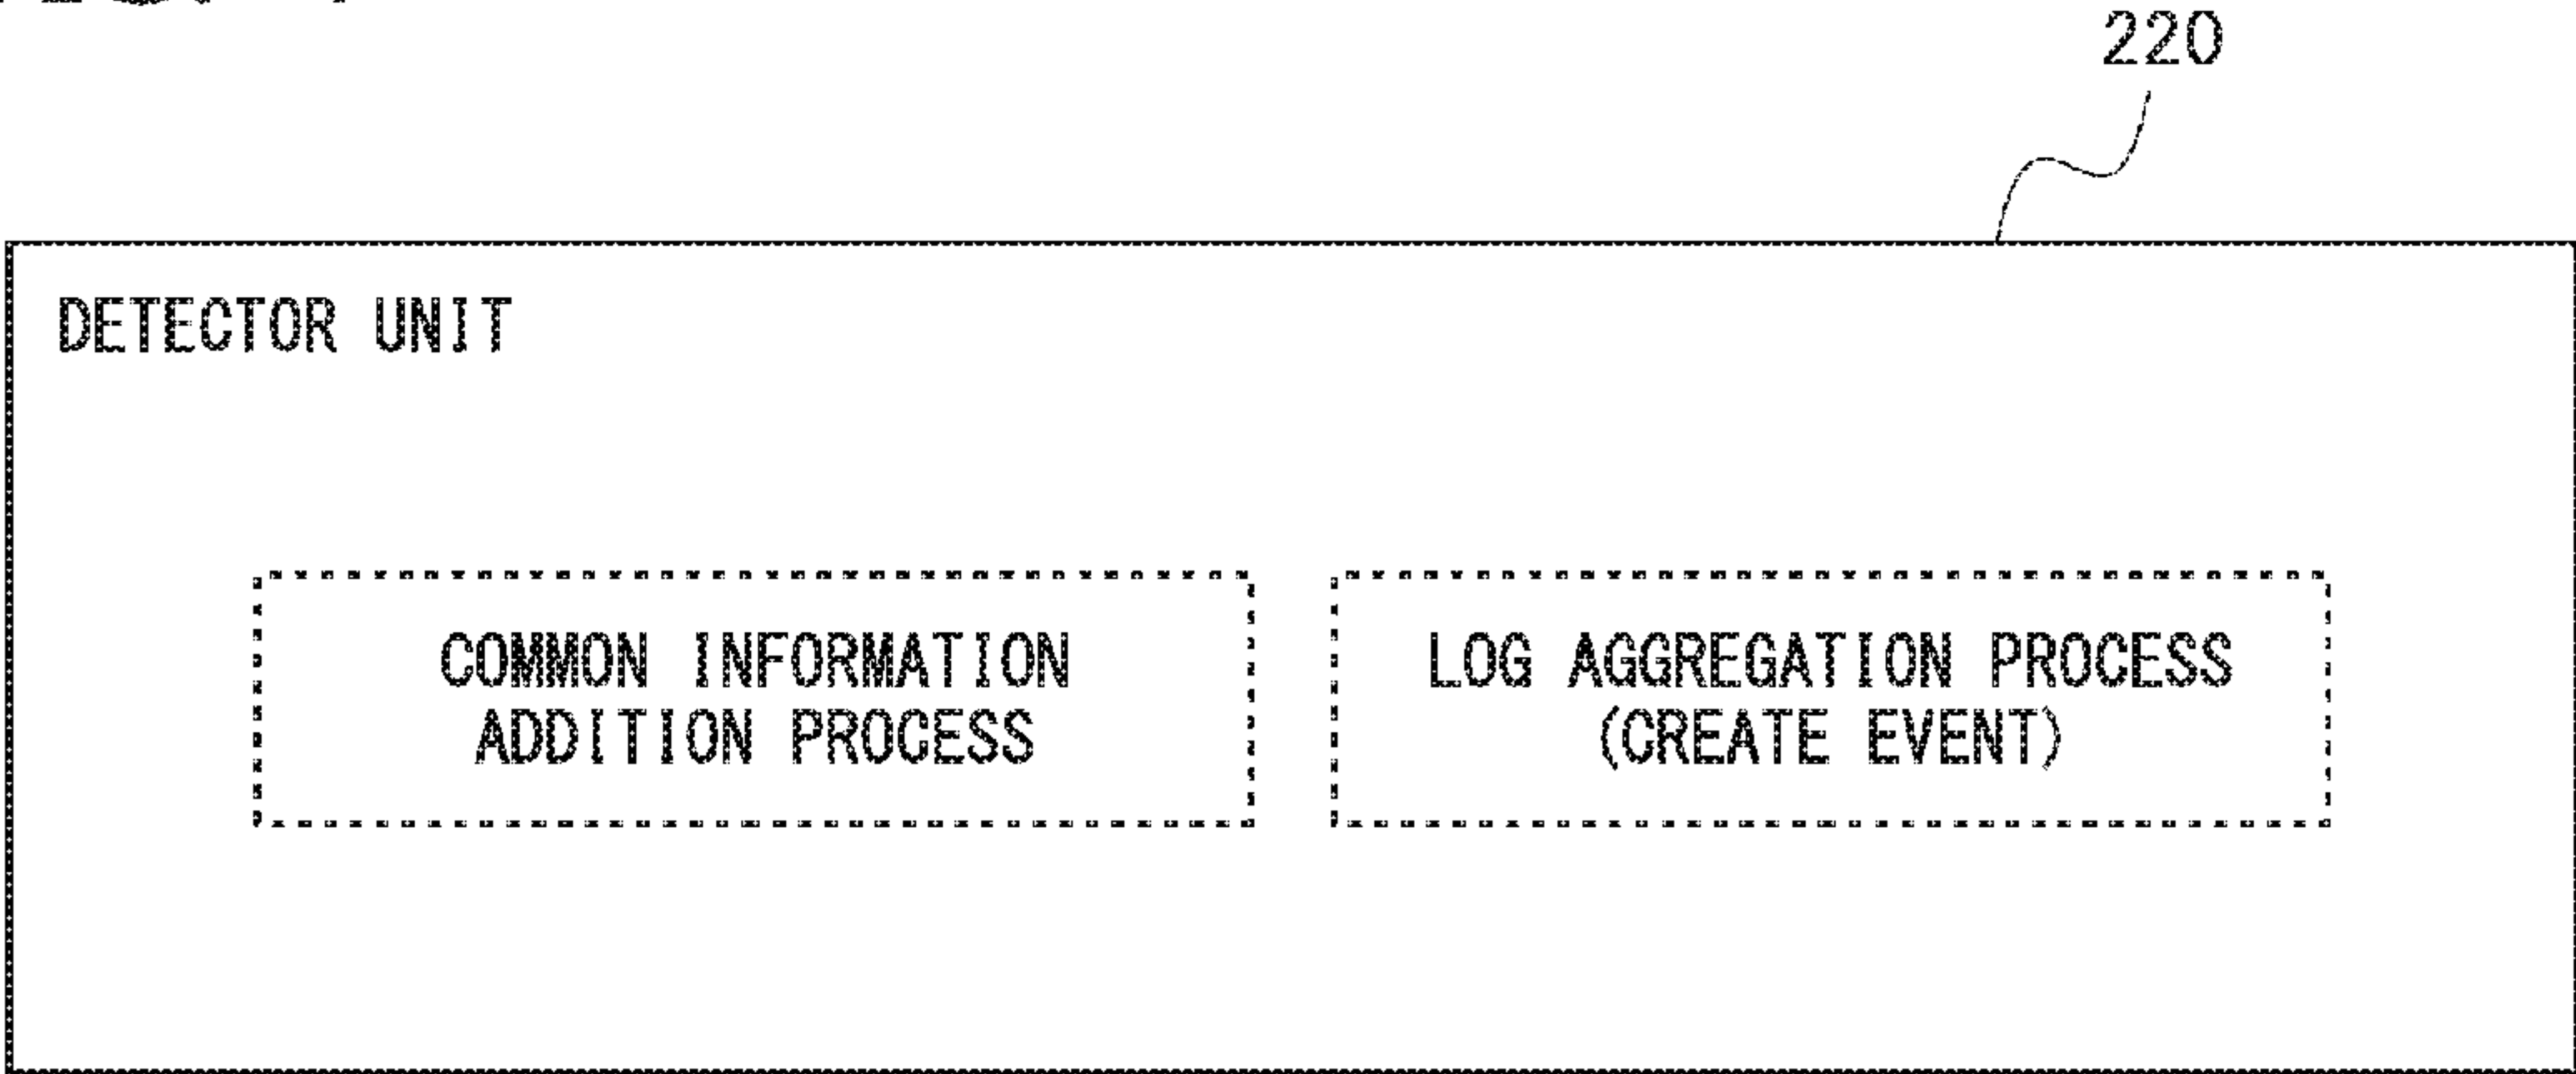 220
DETECTOR UNIT
COMMON INFORMATION
ADDITION PROCESS
LOG AGGREGATION PROCESS
(CREATE EVENT)